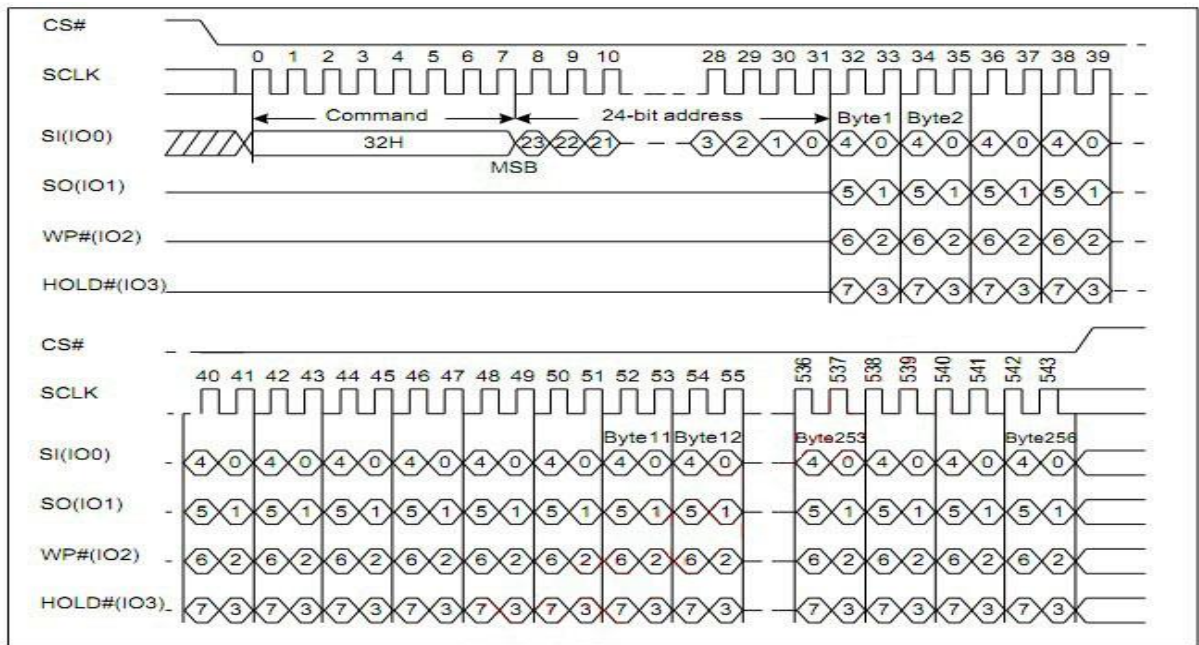 CS#
0 1 2 3 4 5 6 7 8 9 10 28 29 30 31 32 33 34 35 36 37 38 39
SCLK
Command 24-bit address Byte1 Byte2
SI(IO0) 32H 23 22 21 3 2 1 0 4 0 4 0 4 0 4 0
MSB
SO(IO1) 5 1 5 1 5 1 5 1
WP#(IO2) 6 2 6 2 6 2 6 2
HOLD#(IO3) 7 3 7 3 7 3 7 3
CS#
40 41 42 43 44 45 46 47 48 49 50 51 52 53 54 55 536 537 538 539 540 541 542 543
SCLK
Byte11 Byte12 Byte253 Byte256
SI(IO0) 4 0 4 0 4 0 4 0 4 0 4 0 4 0 4 0 4 0 4 0 4 0 4 0
SO(IO1) 5 1 5 1 5 1 5 1 5 1 5 1 5 1 5 1 5 1 5 1 5 1 5 1
WP#(IO2) 6 2 6 2 6 2 6 2 6 2 6 2 6 2 6 2 6 2 6 2 6 2 6 2
HOLD#(IO3) 7 3 7 3 7 3 7 3 7 3 7 3 7 3 7 3 7 3 7 3 7 3 7 3